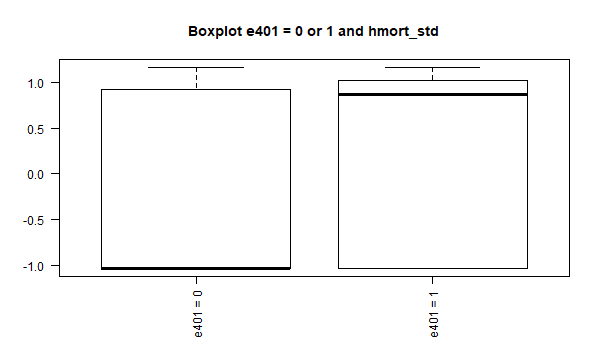 Boxplot e401 = 0 or 1 and hmort_std
1.0
0.5
0.0
-0.5
-1.0
e401 = 0
e401 = 1